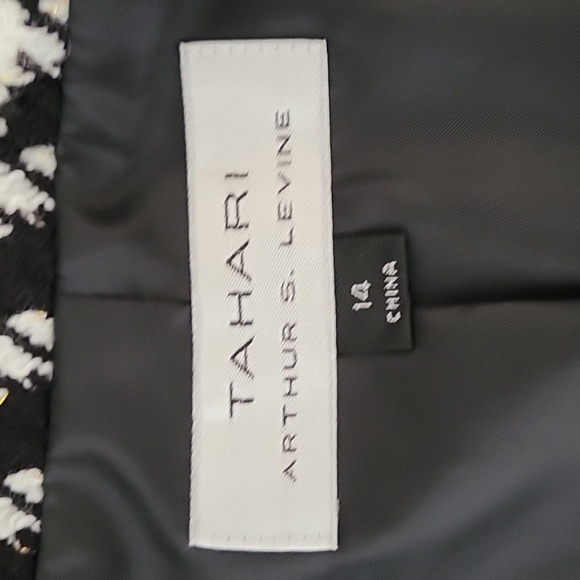 TAHARI
ARTHUR S. LEVINE
14
CHINA